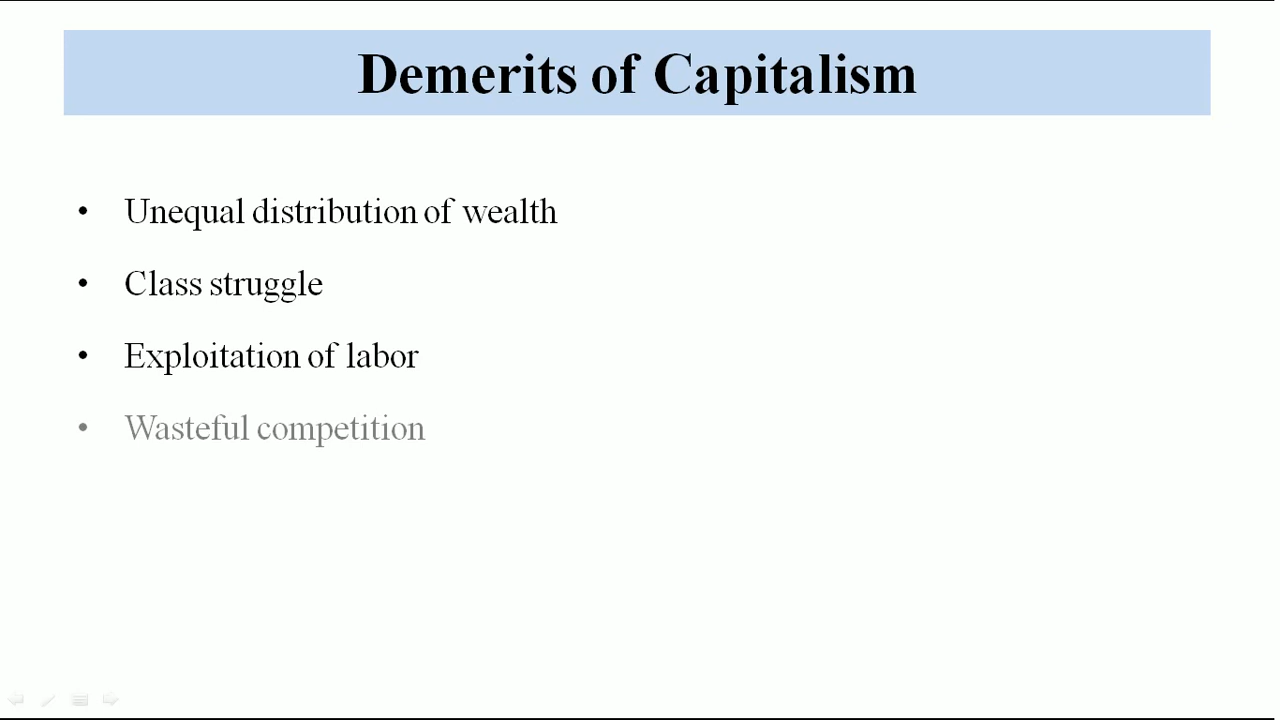 Demerits of Capitalism
• Unequal distribution of wealth
• Class struggle
• Exploitation of labor
• Wasteful competition